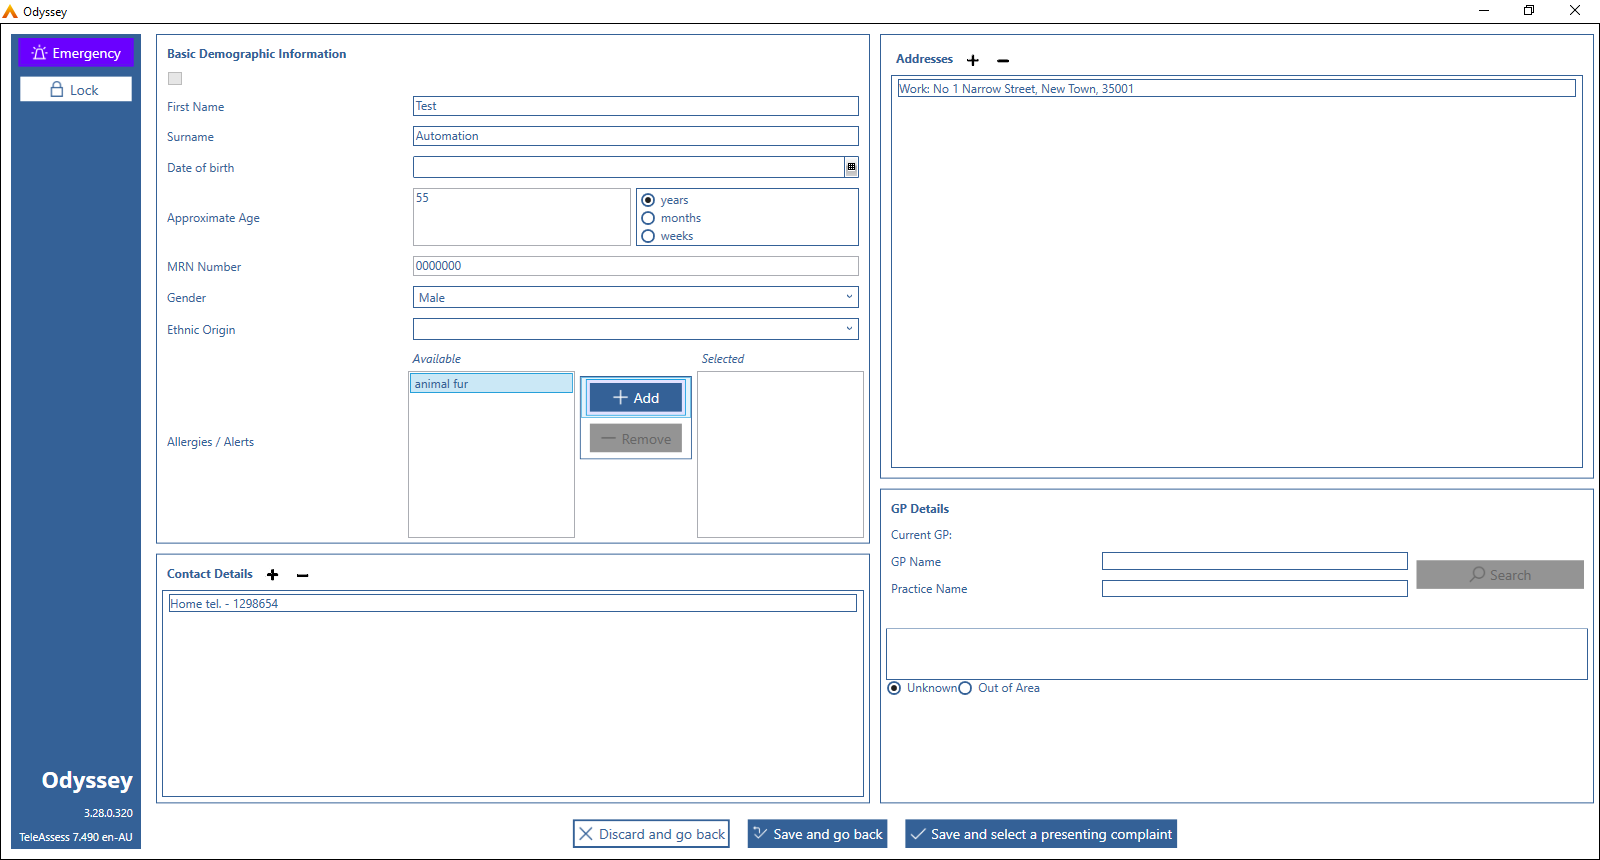 Odyssey
Emergency
Lock
Basic Demographic Information
First Name
Test
Surname
Automation
Date of birth
Approximate Age
55
years
months
weeks
MRN Number
0000000
Gender
Male
Ethnic Origin
Available
Selected
animal fur
Add
Remove
Allergies / Alerts
Contact Details
Home tel. - 1298654
Addresses
Work: No 1 Narrow Street, New Town, 35001
GP Details
Current GP:
GP Name
Search
Practice Name
Unknown
Out of Area
Odyssey
3.28.0.320
TeleAssess 7.490 en-AU
Discard and go back
Save and go back
Save and select a presenting complaint